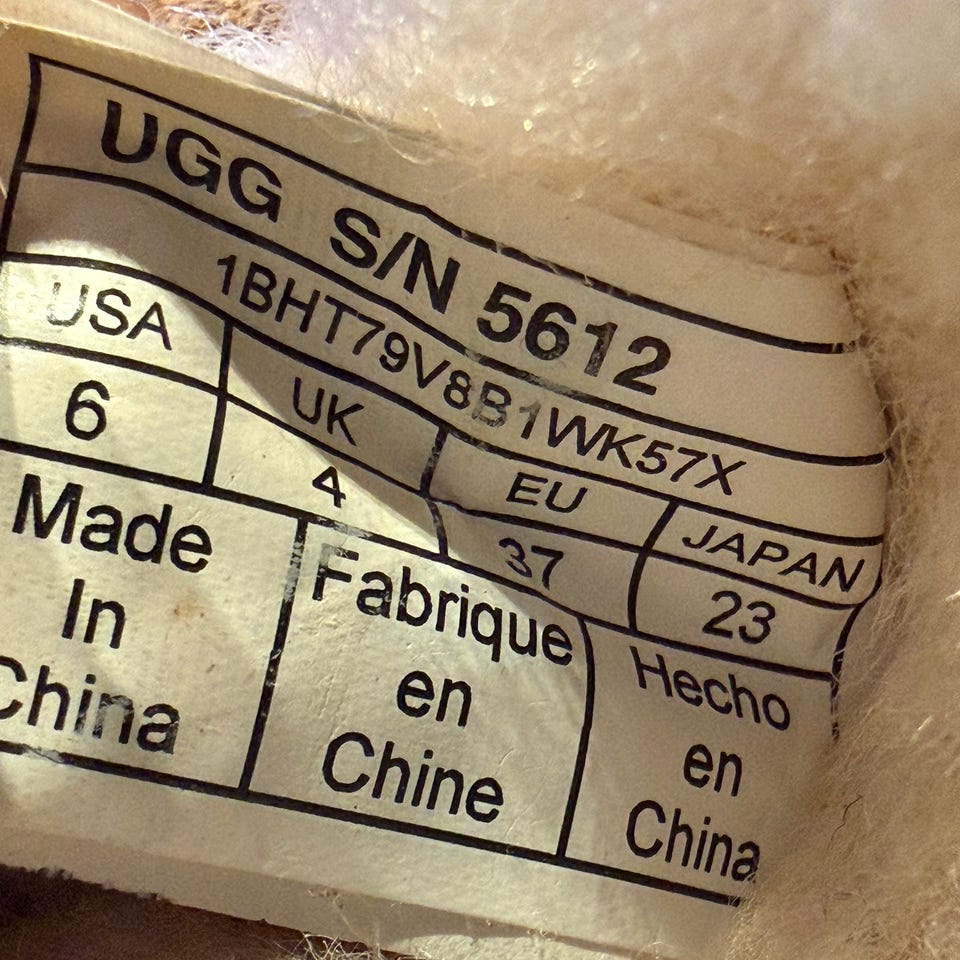 UGG S/N 5612
1BHT79V8B1WK57X
USA UK EU JAPAN
6 4 37 23
Made
In
China
Fabrique
en
Chine
Hecho
en
China